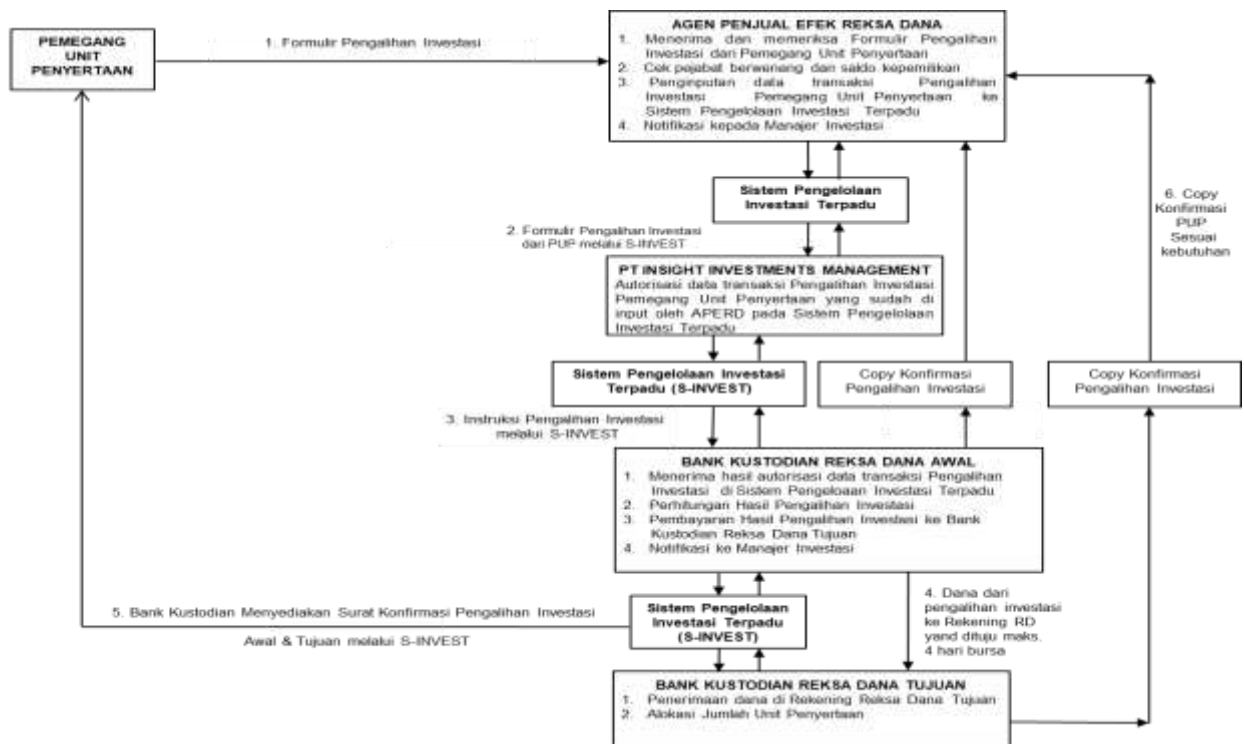 PEMEGANG
UNIT
PENYERTAAN
1. Formulir Pengalihan Investasi
AGEN PENJUAL EFEK REKSA DANA
1. Menerima dan memeriksa Formulir Pengalihan
Investasi dari Pemegang Unit Penyertaan
2. Cek pejabat berwenang dan saldo kepemilikan
3. Penginputan data transaksi Pengalihan
Investasi Pemegang Unit Penyertaan ke
Sistem Pengelolaan Investasi Terpadu
4. Notifikasi kepada Manajer Investasi
Sistem Pengelolaan
Investasi Terpadu
2. Formulir Pengalihan Investasi
dari PUP melalui S-INVEST
6. Copy
Konfirmasi
PUP
Sesuai
kebutuhan
PT INSIGHT INVESTMENTS MANAGEMENT
Autorisasi data transaksi Pengalihan Investasi
Pemegang Unit Penyertaan yang sudah di
input oleh APERD pada Sistem Pengelolaan
Investasi Terpadu
Sistem Pengelolaan Investasi
Terpadu (S-INVEST)
Copy Konfirmasi
Pengalihan Investasi
Copy Konfirmasi
Pengalihan Investasi
3. Instruksi Pengalihan Investasi
melalui S-INVEST
BANK KUSTODIAN REKSA DANA AWAL
1. Menerima hasil autorisasi data transaksi Pengalihan
Investasi di Sistem Pengeloaan Investasi Terpadu
2. Perhitungan Hasil Pengalihan Investasi
3. Pembayaran Hasil Pengalihan Investasi ke Bank
Kustodian Reksa Dana Tujuan
4. Notifikasi ke Manajer Investasi
5. Bank Kustodian Menyediakan Surat Konfirmasi Pengalihan Investasi
Awal & Tujuan melalui S-INVEST
Sistem Pengelolaan
Investasi Terpadu
(S-INVEST)
4. Dana dari
pengalihan investasi
ke Rekening RD
yand dituju maks.
4 hari bursa
BANK KUSTODIAN REKSA DANA TUJUAN
1. Penerimaan dana di Rekening Reksa Dana Tujuan
2. Alokasi Jumlah Unit Penyertaan